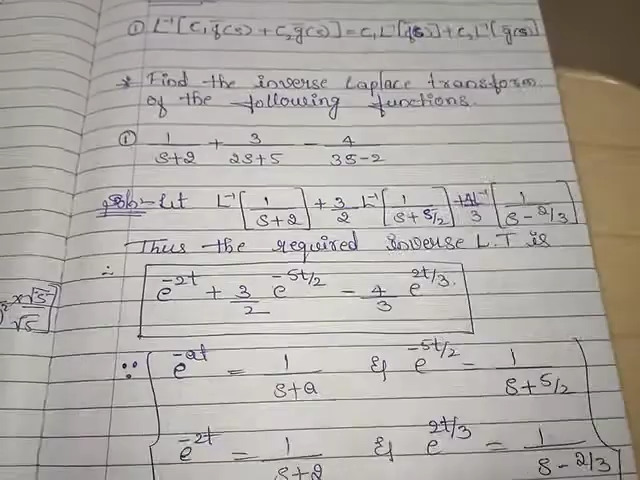 ① L⁻¹[c₁f̄(s) + c₂ḡ(s)] = c₁L⁻¹[f̄(s)] + c₂L⁻¹[ḡ(s)]
* Find the inverse Laplace transform
of the following functions.
① 1/(s+2) + 3/(2s+5) - 4/(3s-2)
Solⁿ:- Let L⁻¹[1/(s+2)] + 3/2 L⁻¹[1/(s+5/2)] + 4/3 L⁻¹[1/(s-2/3)]
Thus the required inverse L.T is
∴ e^(-2t) + 3/2 e^(-5t/2) - 4/3 e^(2t/3).
x√5
√5
∵ { e^(-at) = 1/(s+a) & e^(-5t/2) = 1/(s+5/2)
e^(-2t) = 1/(s+2) & e^(2t/3) = 1/(s-2/3)